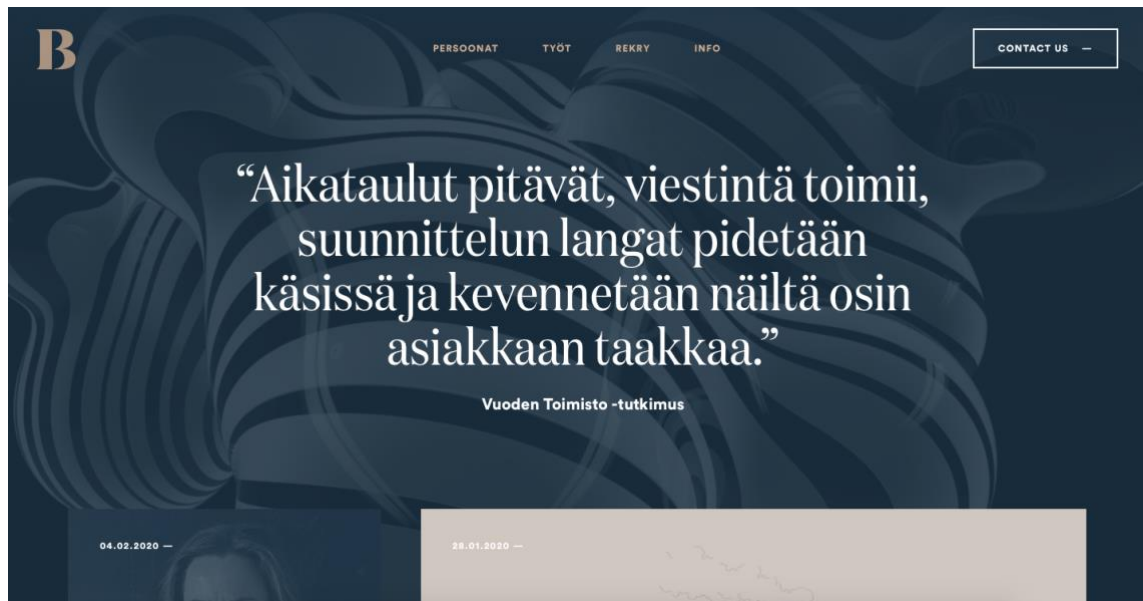 B
PERSOONAT TYÖT REKRY INFO
CONTACT US —
“Aikataulut pitävät, viestintä toimii,
suunnittelun langat pidetään
käsissä ja kevennetään näiltä osin
asiakkaan taakkaa.”
Vuoden Toimisto -tutkimus
04.02.2020 —
28.01.2020 —